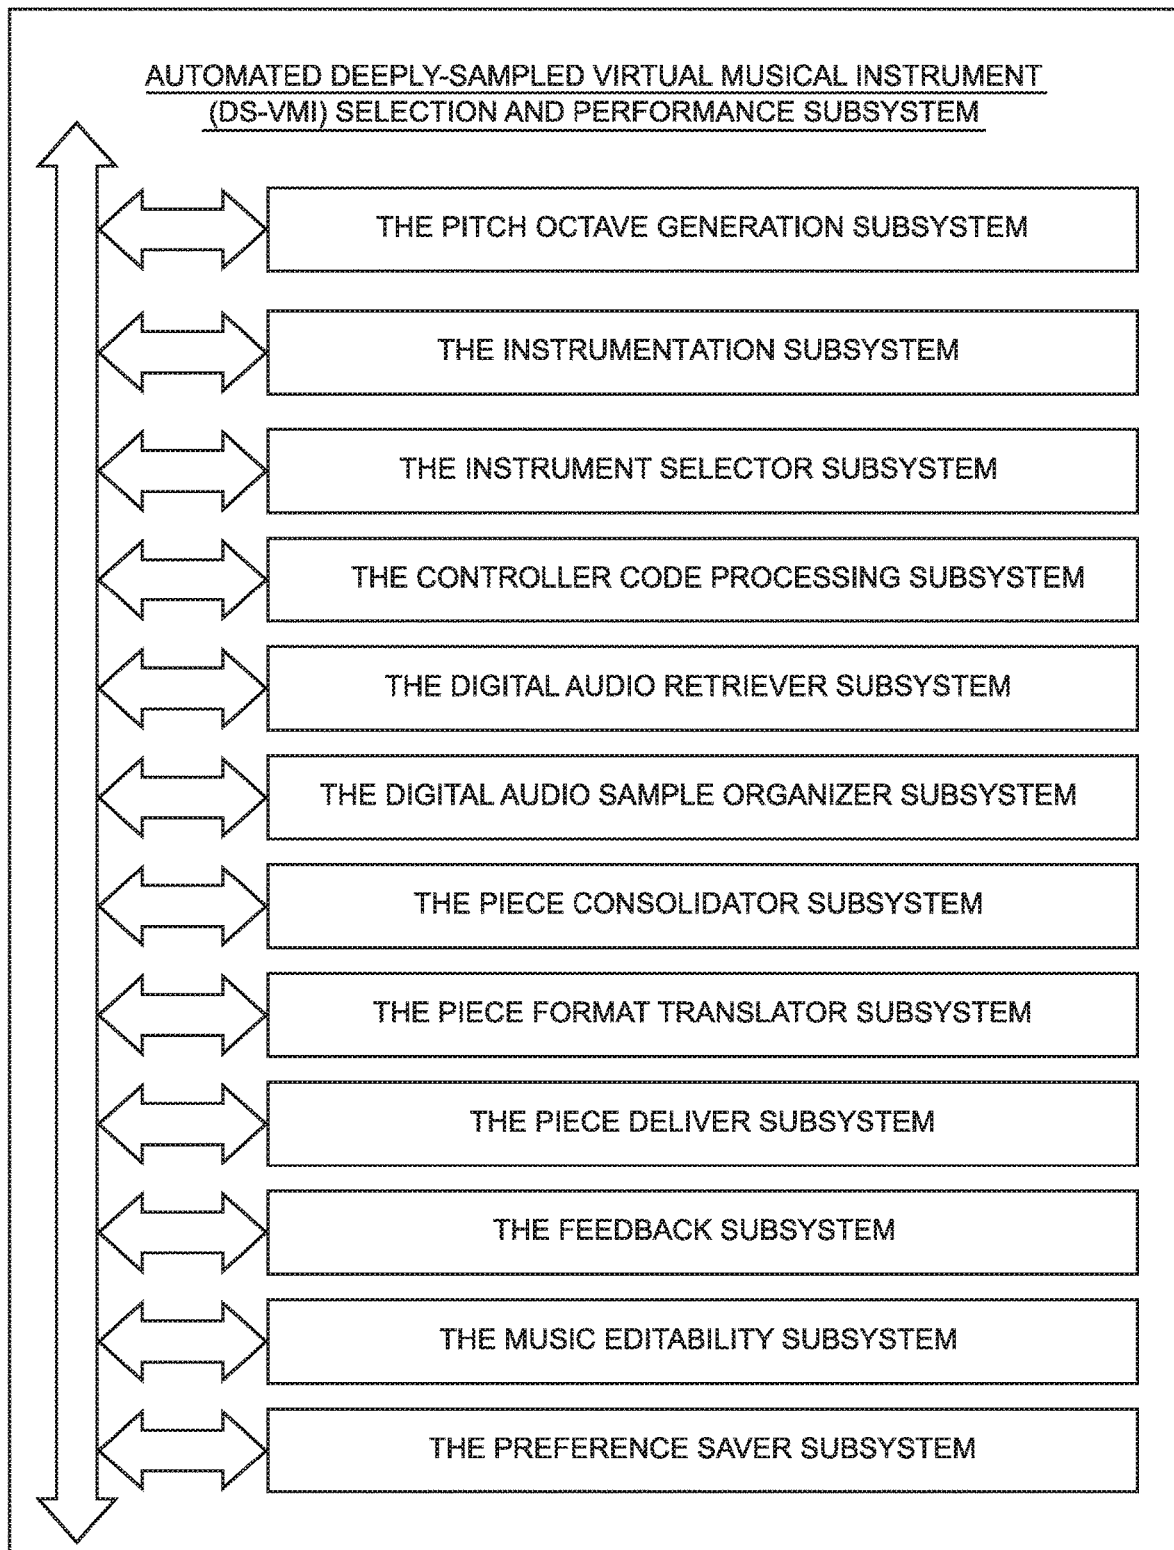 AUTOMATED DEEPLY-SAMPLED VIRTUAL MUSICAL INSTRUMENT
(DS-VMI) SELECTION AND PERFORMANCE SUBSYSTEM
THE PITCH OCTAVE GENERATION SUBSYSTEM
THE INSTRUMENTATION SUBSYSTEM
THE INSTRUMENT SELECTOR SUBSYSTEM
THE CONTROLLER CODE PROCESSING SUBSYSTEM
THE DIGITAL AUDIO RETRIEVER SUBSYSTEM
THE DIGITAL AUDIO SAMPLE ORGANIZER SUBSYSTEM
THE PIECE CONSOLIDATOR SUBSYSTEM
THE PIECE FORMAT TRANSLATOR SUBSYSTEM
THE PIECE DELIVER SUBSYSTEM
THE FEEDBACK SUBSYSTEM
THE MUSIC EDITABILITY SUBSYSTEM
THE PREFERENCE SAVER SUBSYSTEM